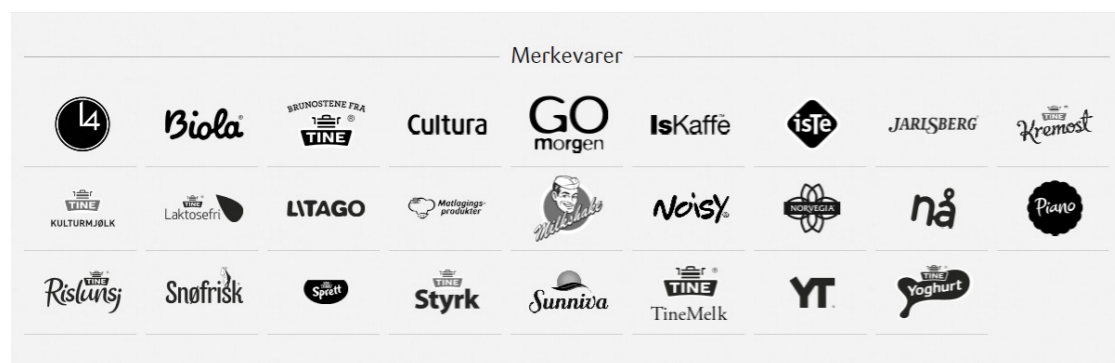 Merkevarer
14
Biola®
BRUNOSTENE FRA
TINE ®
Cultura
GO
morgen
IsKaffe™
isTe
JARLSBERG®
TINE
Kremost
TINE
KULTURMJØLK
TINE
Laktosefri
LITAGO
Matlagings-
produkter
Milkshake
NOISY
NORVEGIA
nå
Piano
TINE
Rislunsj
Snøfrisk
Sprett
TINE
Styrk
Sunniva
TINE ®
TineMelk
YT
TINE
Yoghurt